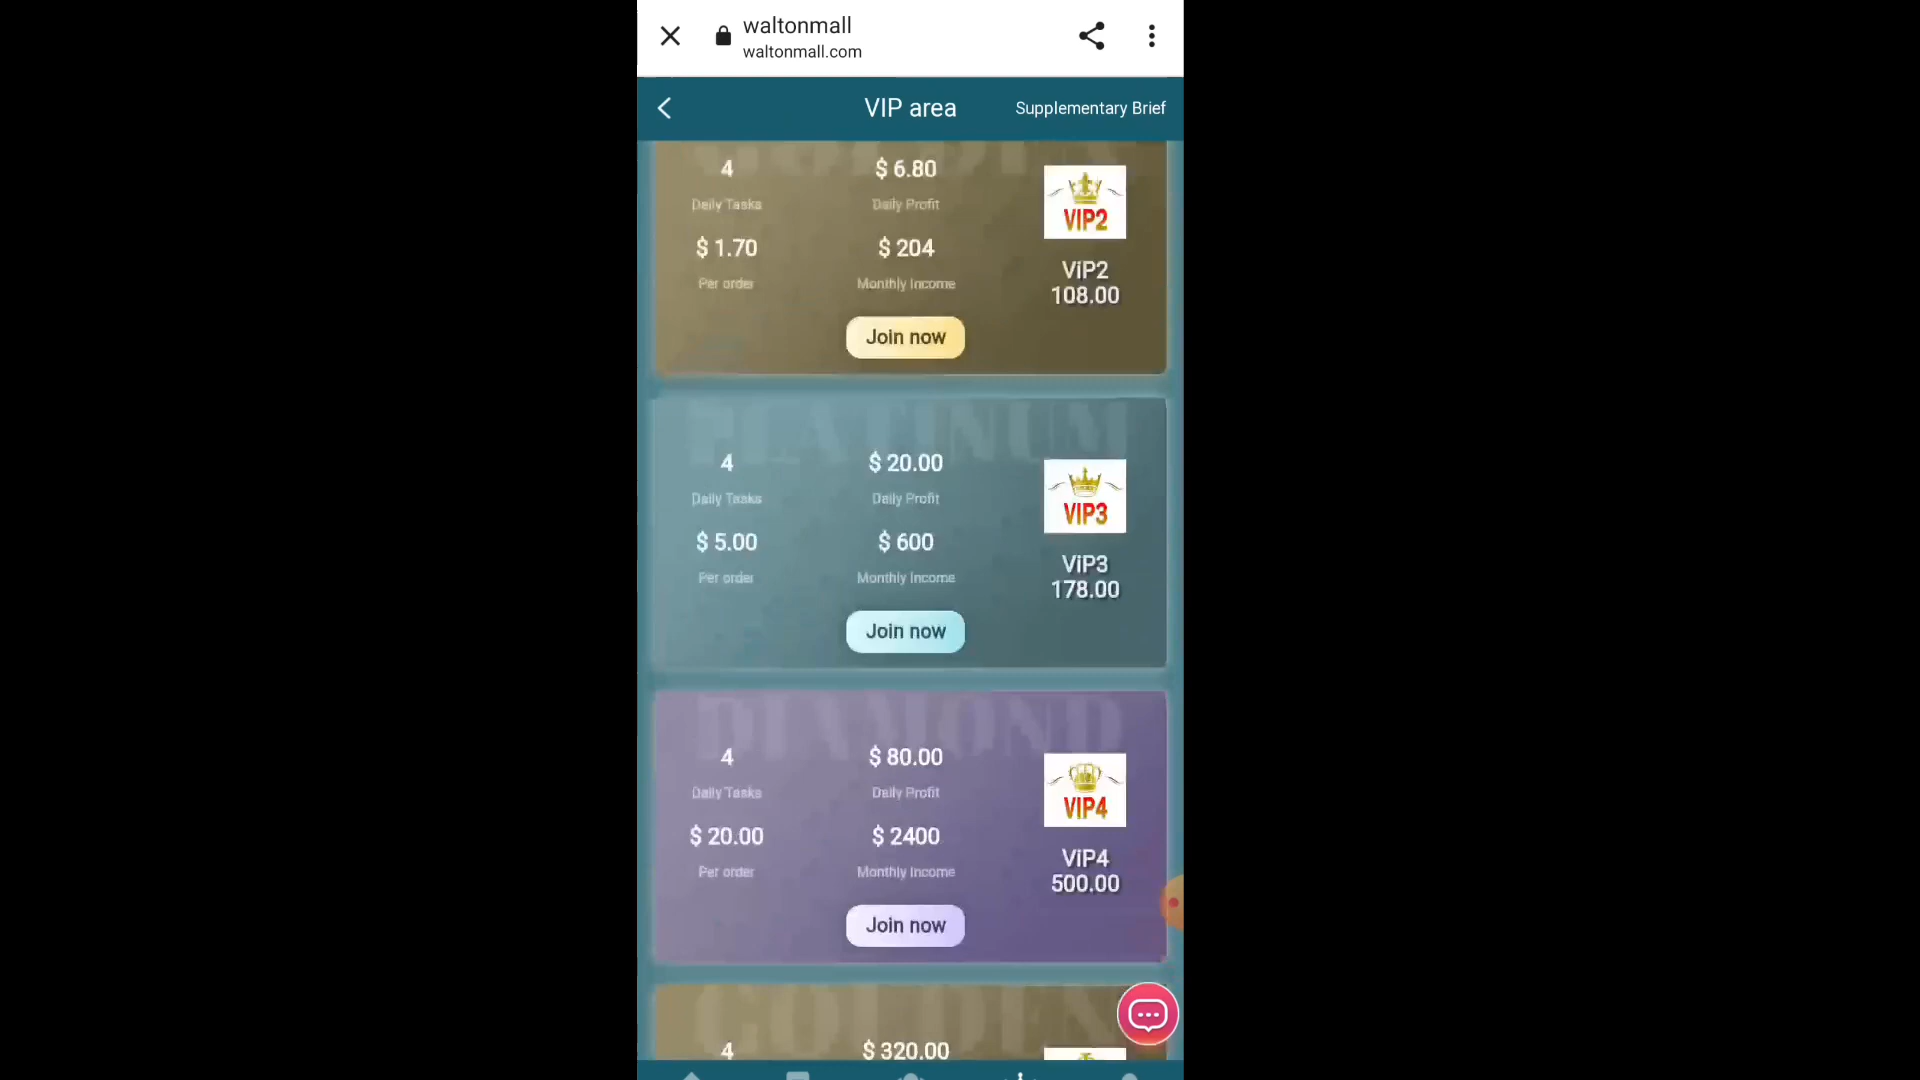 waltonmall
waltonmall.com
VIP area
Supplementary Brief
4
$ 6.80
Daily Tasks
Daily Profit
VIP2
$ 1.70
$ 204
ViP2
Per order
Monthly Income
108.00
Join now
PLATINUM
4
$ 20.00
Daily Tasks
Daily Profit
VIP3
$ 5.00
$ 600
ViP3
Per order
Monthly Income
178.00
Join now
DIAMOND
4
$ 80.00
Daily Tasks
Daily Profit
VIP4
$ 20.00
$ 2400
ViP4
Per order
Monthly Income
500.00
Join now
GOLDEN
4
$ 320.00